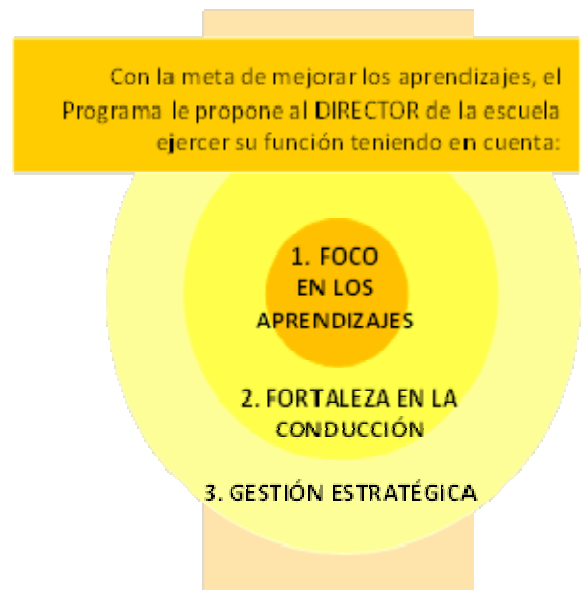 Con la meta de mejorar los aprendizajes, el
Programa le propone al DIRECTOR de la escuela
ejercer su función teniendo en cuenta:
1. FOCO
EN LOS
APRENDIZAJES
2. FORTALEZA EN LA
CONDUCCIÓN
3. GESTIÓN ESTRATÉGICA